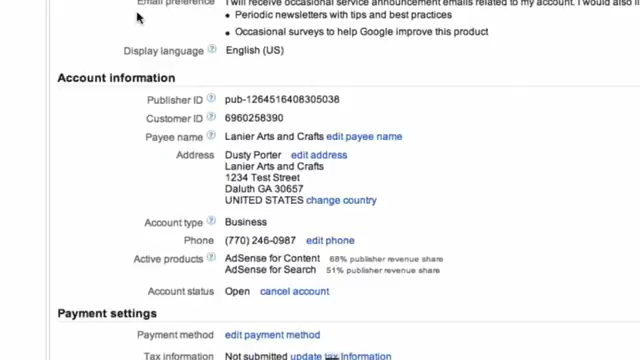 Email preference I will receive occasional service announcement emails related to my account. I would also li
• Periodic newsletters with tips and best practices
• Occasional surveys to help Google improve this product
Display language ? English (US)
Account information
Publisher ID ? pub-1264516408305038
Customer ID ? 6960258390
Payee name ? Lanier Arts and Crafts edit payee name
Address Dusty Porter edit address
Lanier Arts and Crafts
1234 Test Street
Daluth GA 30657
UNITED STATES change country
Account type ? Business
Phone (770) 246-0987 edit phone
Active products ? AdSense for Content 68% publisher revenue share
AdSense for Search 51% publisher revenue share
Account status Open cancel account
Payment settings
Payment method edit payment method
Tax information Not submitted update tax information